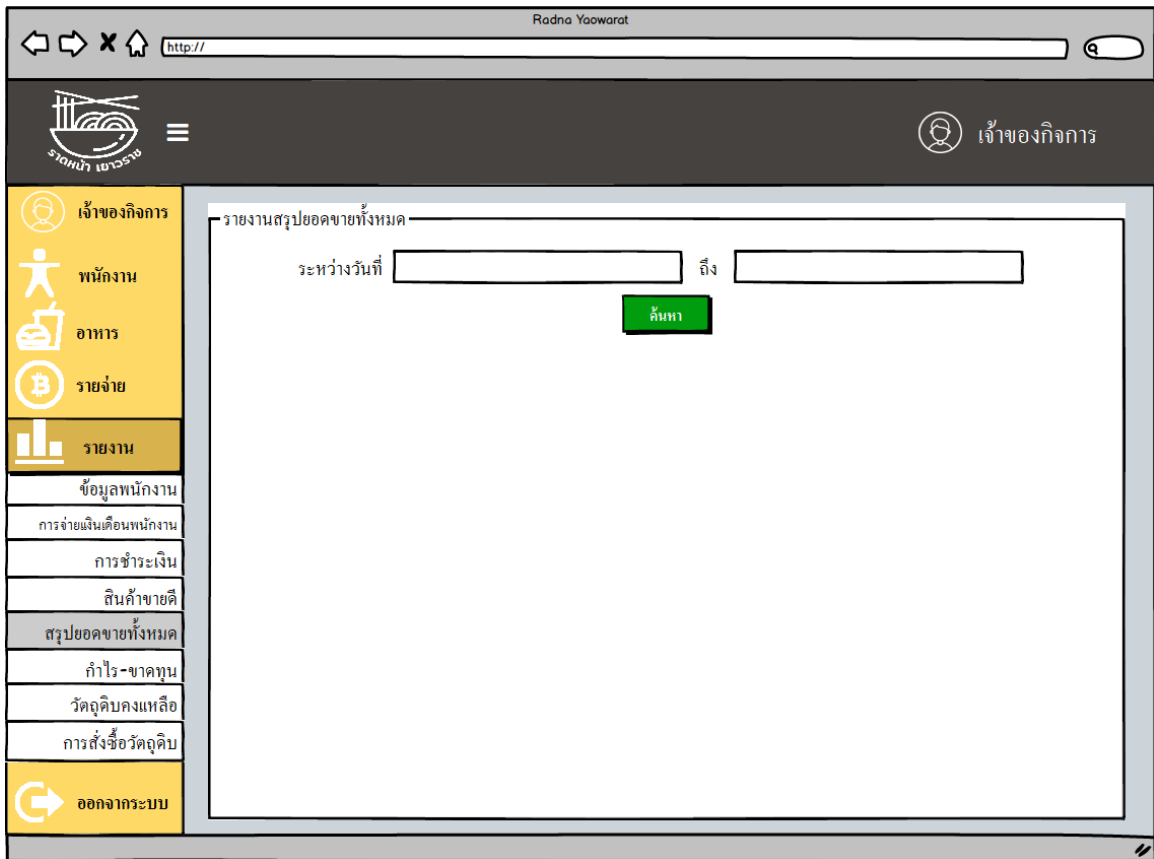 Radna Yaowarat
http://
ราดหน้า เยาวราช
เจ้าของกิจการ
เจ้าของกิจการ
พนักงาน
อาหาร
รายจ่าย
รายงาน
ข้อมูลพนักงาน
การจ่ายเงินเดือนพนักงาน
การชำระเงิน
สินค้าขายดี
สรุปยอดขายทั้งหมด
กำไร-ขาดทุน
วัตถุดิบคงเหลือ
การสั่งซื้อวัตถุดิบ
ออกจากระบบ
รายงานสรุปยอดขายทั้งหมด
ระหว่างวันที่ ถึง
ค้นหา